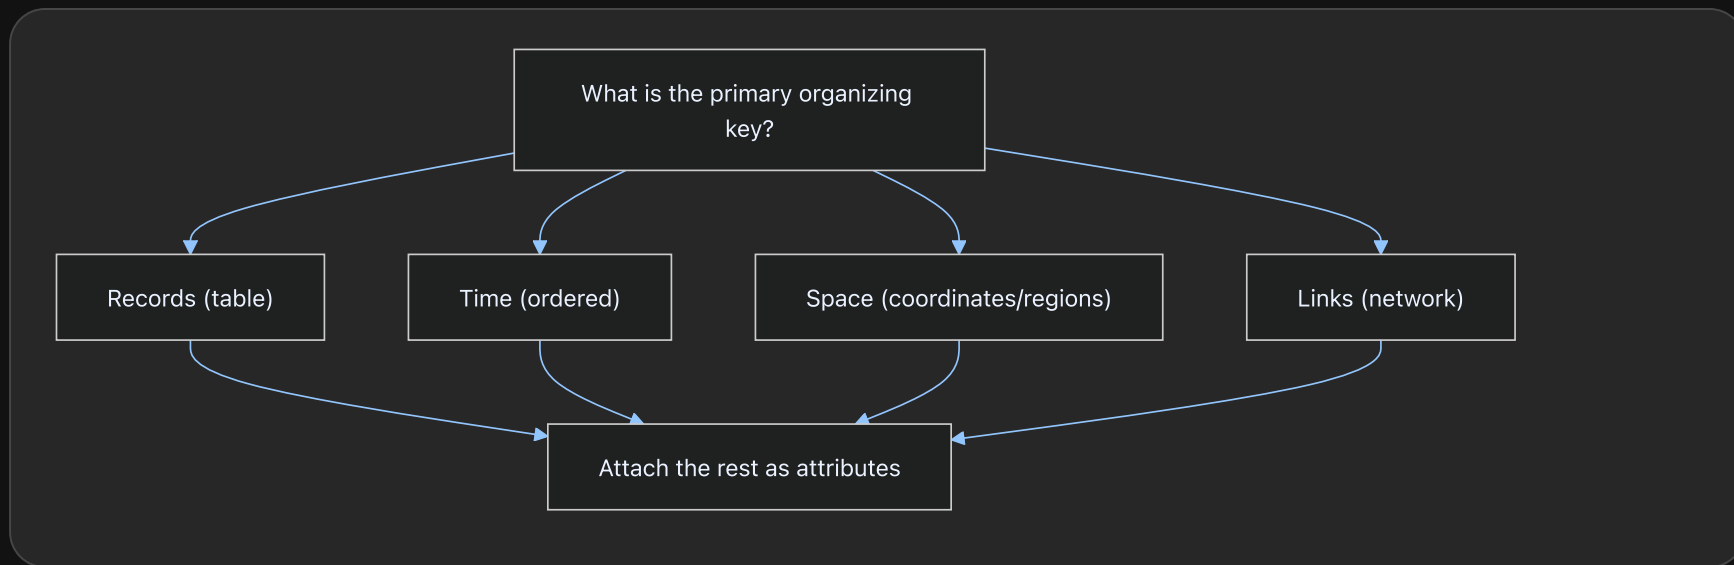 What is the primary organizing
key?
Records (table)
Time (ordered)
Space (coordinates/regions)
Links (network)
Attach the rest as attributes